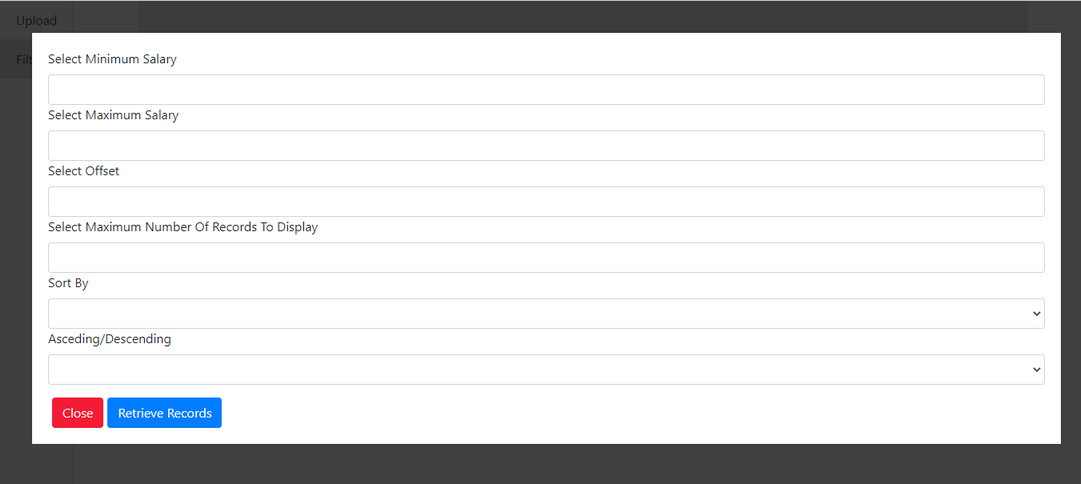 Upload
Filt
Select Minimum Salary
Select Maximum Salary
Select Offset
Select Maximum Number Of Records To Display
Sort By
Asceding/Descending
Close Retrieve Records